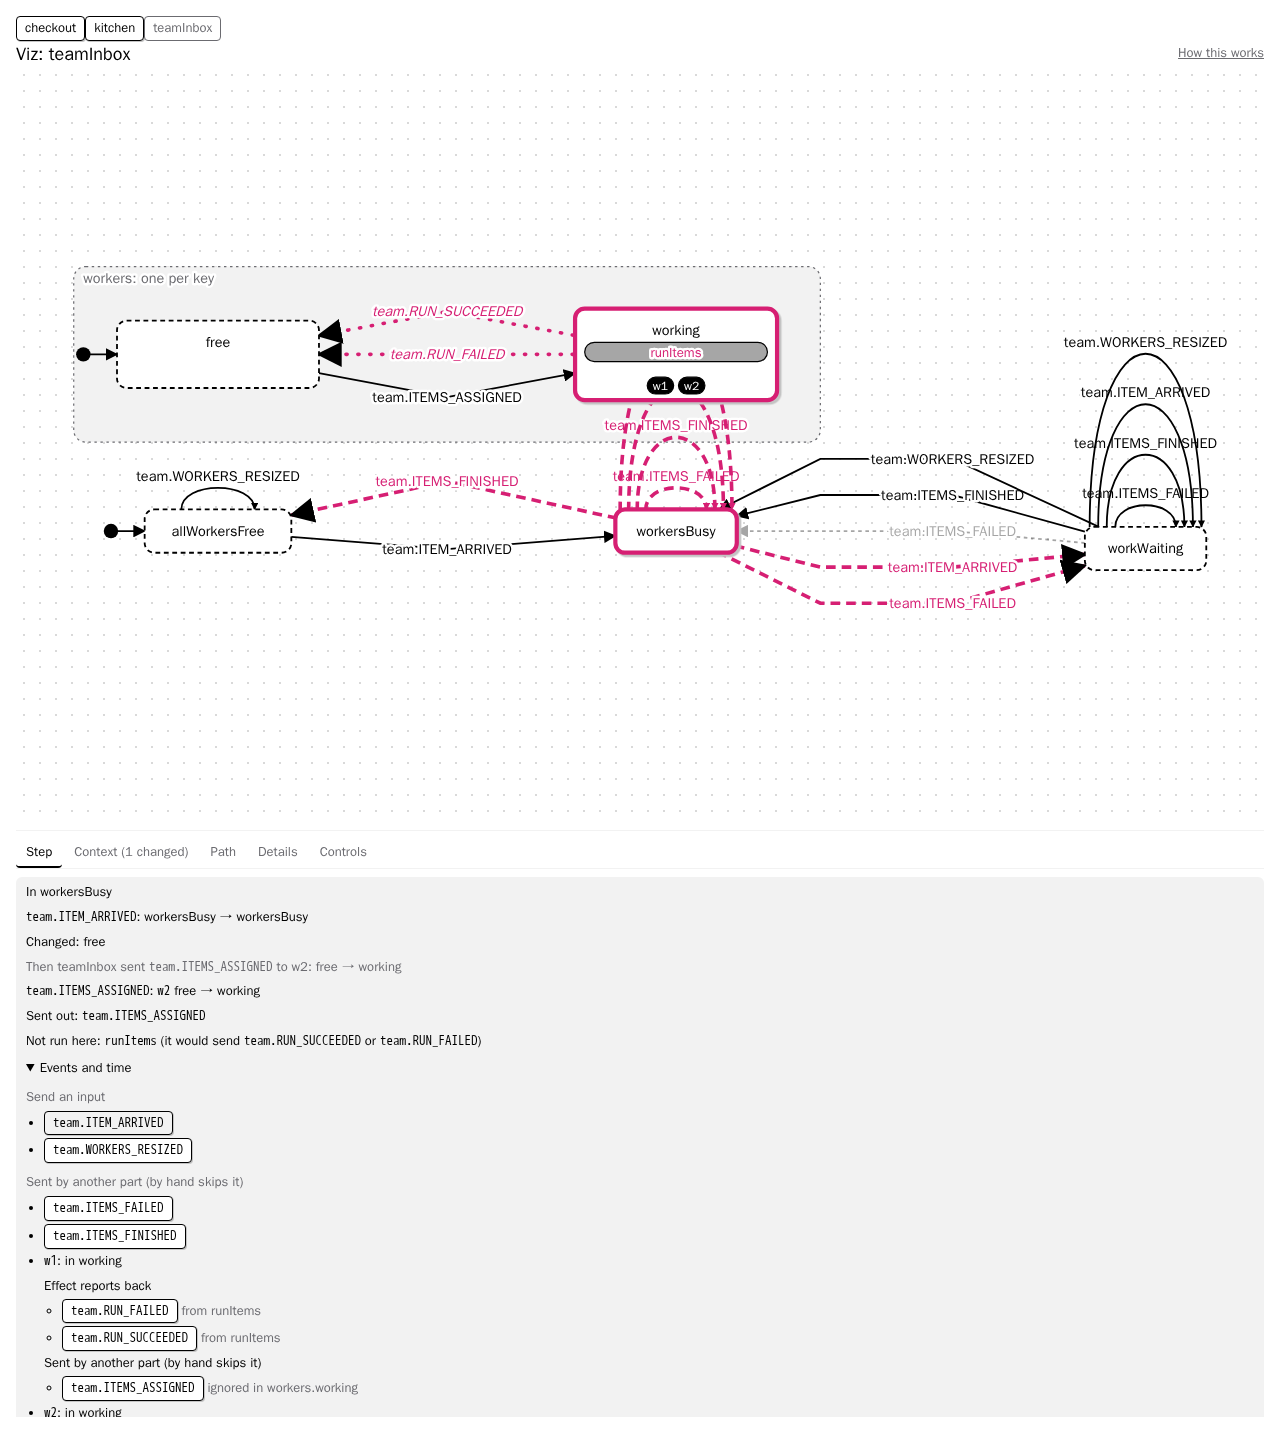 checkout kitchen teamInbox
Viz: teamInbox
How this works
workers: one per key
free
team.RUN_SUCCEEDED
team.RUN_FAILED
team.ITEMS_ASSIGNED
working
runItems
w1 w2
team.ITEMS_FINISHED
team.ITEMS_FAILED
team.WORKERS_RESIZED
allWorkersFree
team.ITEMS_FINISHED
team.ITEM_ARRIVED
workersBusy
team.WORKERS_RESIZED
team.ITEMS_FINISHED
team.ITEMS_FAILED
team.ITEM_ARRIVED
team.ITEMS_FAILED
team.WORKERS_RESIZED
team.ITEM_ARRIVED
team.ITEMS_FINISHED
team.ITEMS_FAILED
workWaiting
Step Context (1 changed) Path Details Controls
In workersBusy
team.ITEM_ARRIVED: workersBusy → workersBusy
Changed: free
Then teamInbox sent team.ITEMS_ASSIGNED to w2: free → working
team.ITEMS_ASSIGNED: w2 free → working
Sent out: team.ITEMS_ASSIGNED
Not run here: runItems (it would send team.RUN_SUCCEEDED or team.RUN_FAILED)
▼ Events and time
Send an input
• team.ITEM_ARRIVED
• team.WORKERS_RESIZED
Sent by another part (by hand skips it)
• team.ITEMS_FAILED
• team.ITEMS_FINISHED
• w1: in working
Effect reports back
◦ team.RUN_FAILED from runItems
◦ team.RUN_SUCCEEDED from runItems
Sent by another part (by hand skips it)
◦ team.ITEMS_ASSIGNED ignored in workers.working
• w2: in working